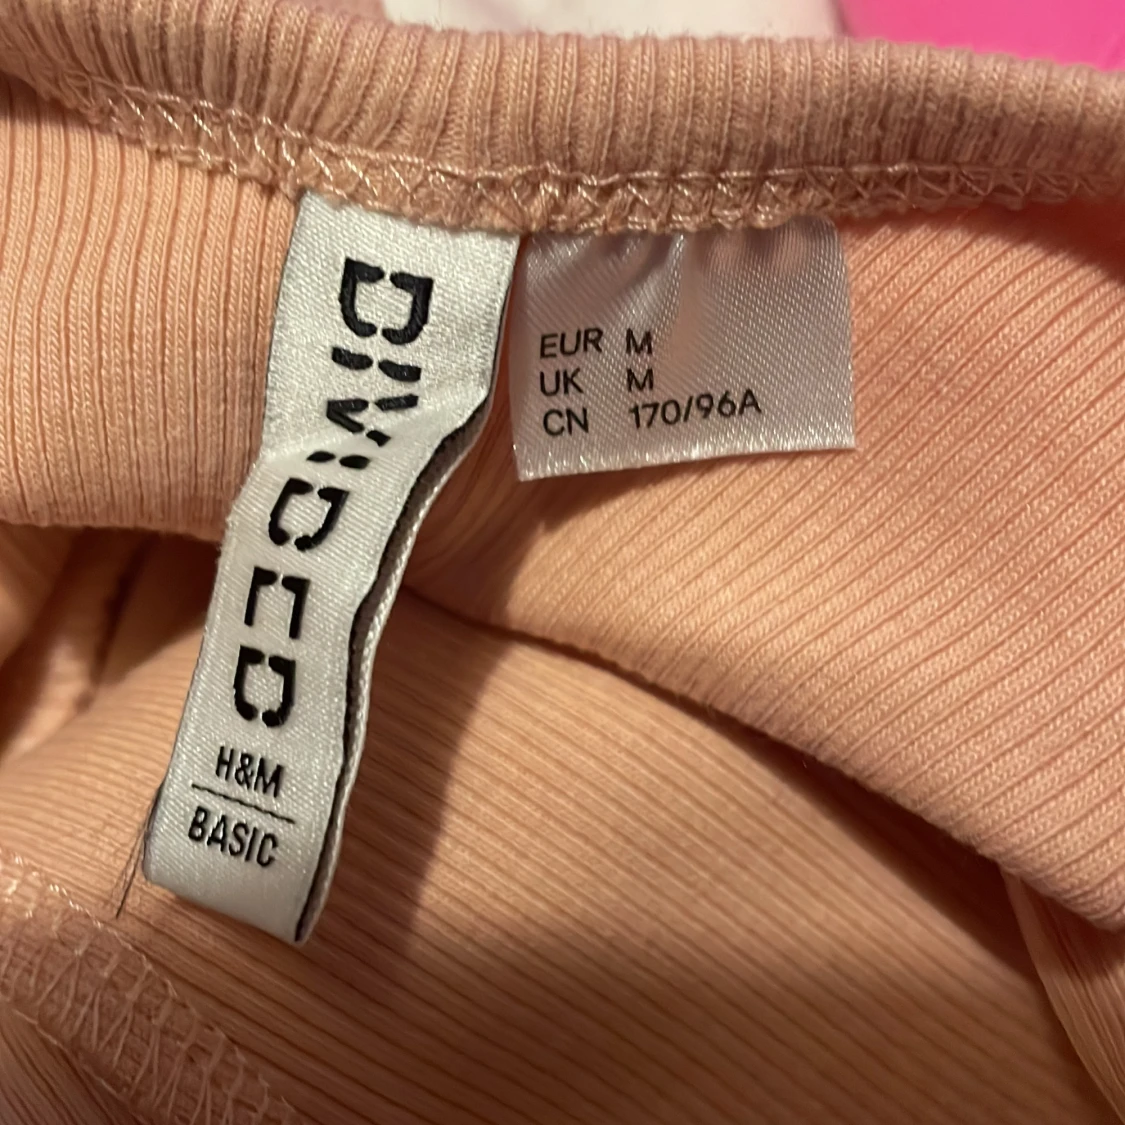 DIVIDED
H&M
BASIC
EUR M
UK M
CN 170/96A